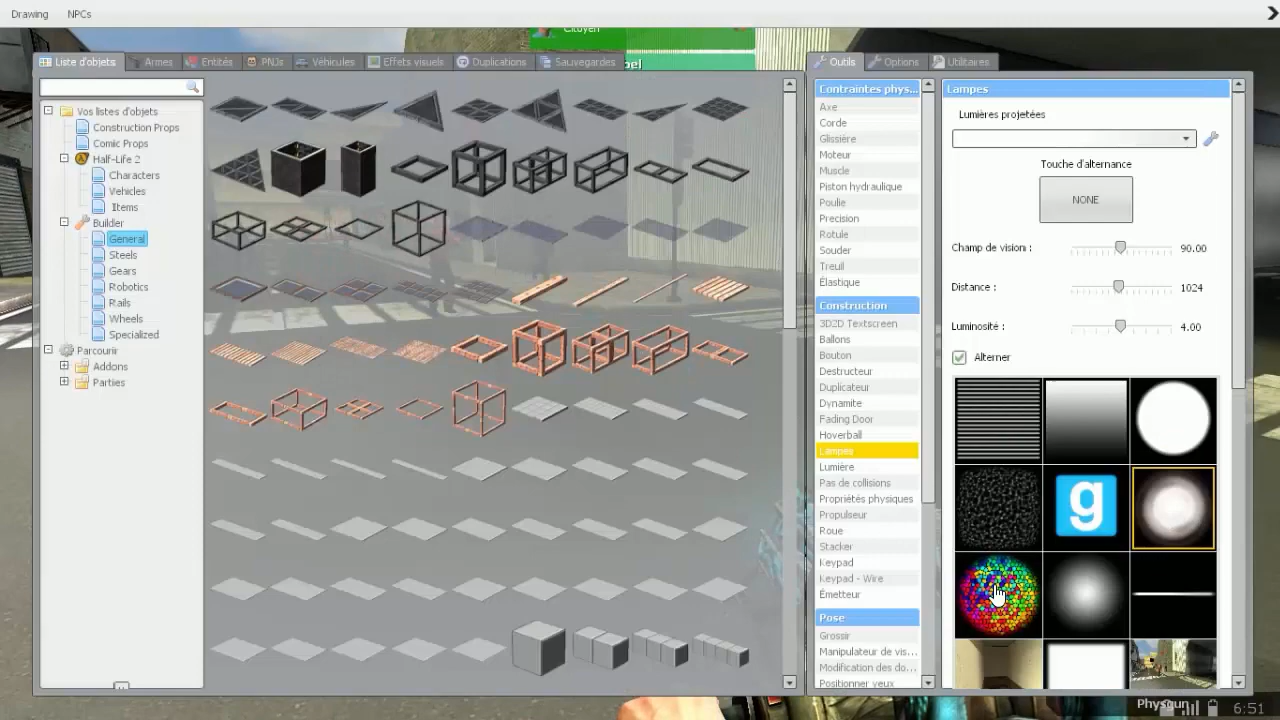 Drawing NPCs
Citoyen
Liste d'objets Armes Entités PNJs Véhicules Effets visuels Duplications Sauvegardes
Outils Options Utilitaires
Vos listes d'objets
Construction Props
Comic Props
Half-Life 2
Characters
Vehicles
Items
Builder
General
Steels
Gears
Robotics
Rails
Wheels
Specialized
Parcourir
Addons
Parties
Contraintes phys...
Axe
Corde
Glissière
Moteur
Muscle
Piston hydraulique
Poulie
Precision
Rotule
Souder
Treuil
Élastique
Construction
3D2D Textscreen
Ballons
Bouton
Destructeur
Duplicateur
Dynamite
Fading Door
Hoverball
Lampes
Lumière
Pas de collisions
Propriétés physiques
Propulseur
Roue
Stacker
Keypad
Keypad - Wire
Émetteur
Pose
Grossir
Manipulateur de vis...
Modification des do...
Positionner yeux
Lampes
Lumières projetées
Touche d'alternance
NONE
Champ de vision : 90.00
Distance : 1024
Luminosité : 4.00
Alterner
g
Physgun
6:51